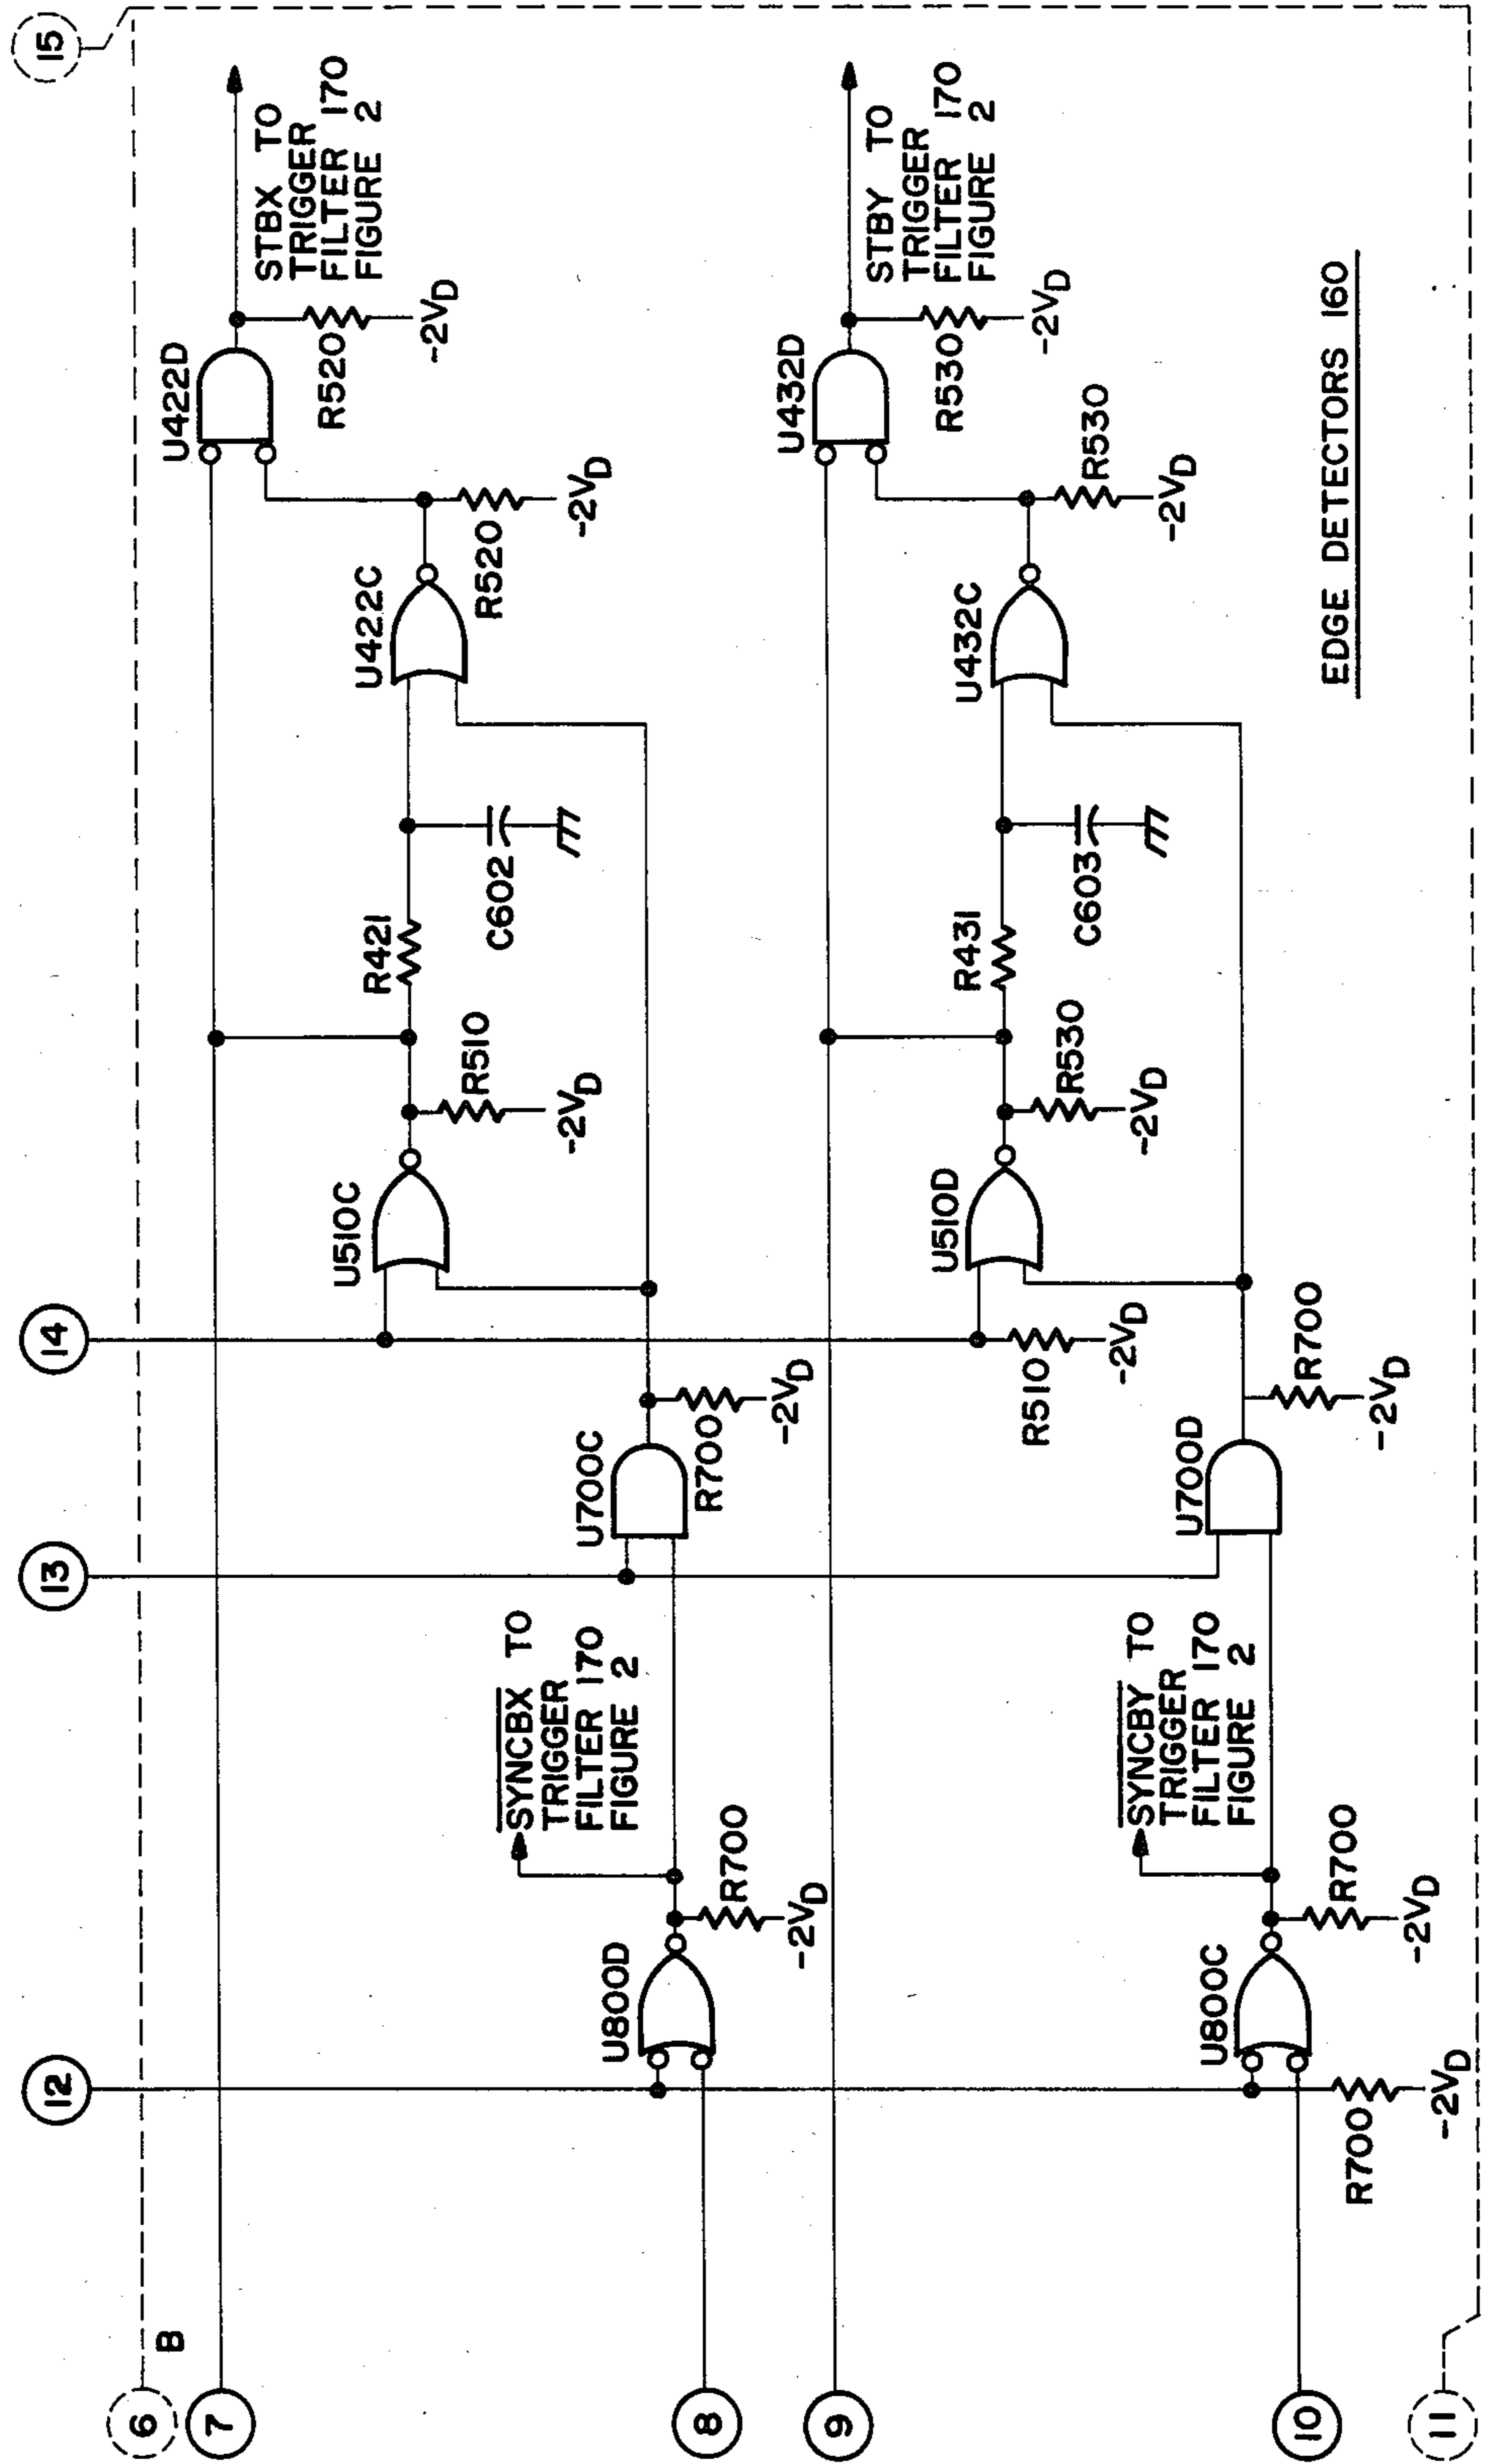 15
STBX TO
TRIGGER
FILTER 170
FIGURE 2
U422D
R520
-2VD
U422C
R520
-2VD
R421
C602
R510
-2VD
U510C
14
U700C
R700
-2VD
13
SYNCBX TO
TRIGGER
FILTER 170
FIGURE 2
U800D
R700
-2VD
12
6
B
7
8
STBY TO
TRIGGER
FILTER 170
FIGURE 2
U432D
R530
-2VD
U432C
R530
-2VD
R431
C603
R530
-2VD
U510D
R510
-2VD
U700D
R700
-2VD
SYNCBY TO
TRIGGER
FILTER 170
FIGURE 2
U800C
R700
-2VD
R700
-2VD
9
10
11
EDGE DETECTORS 160